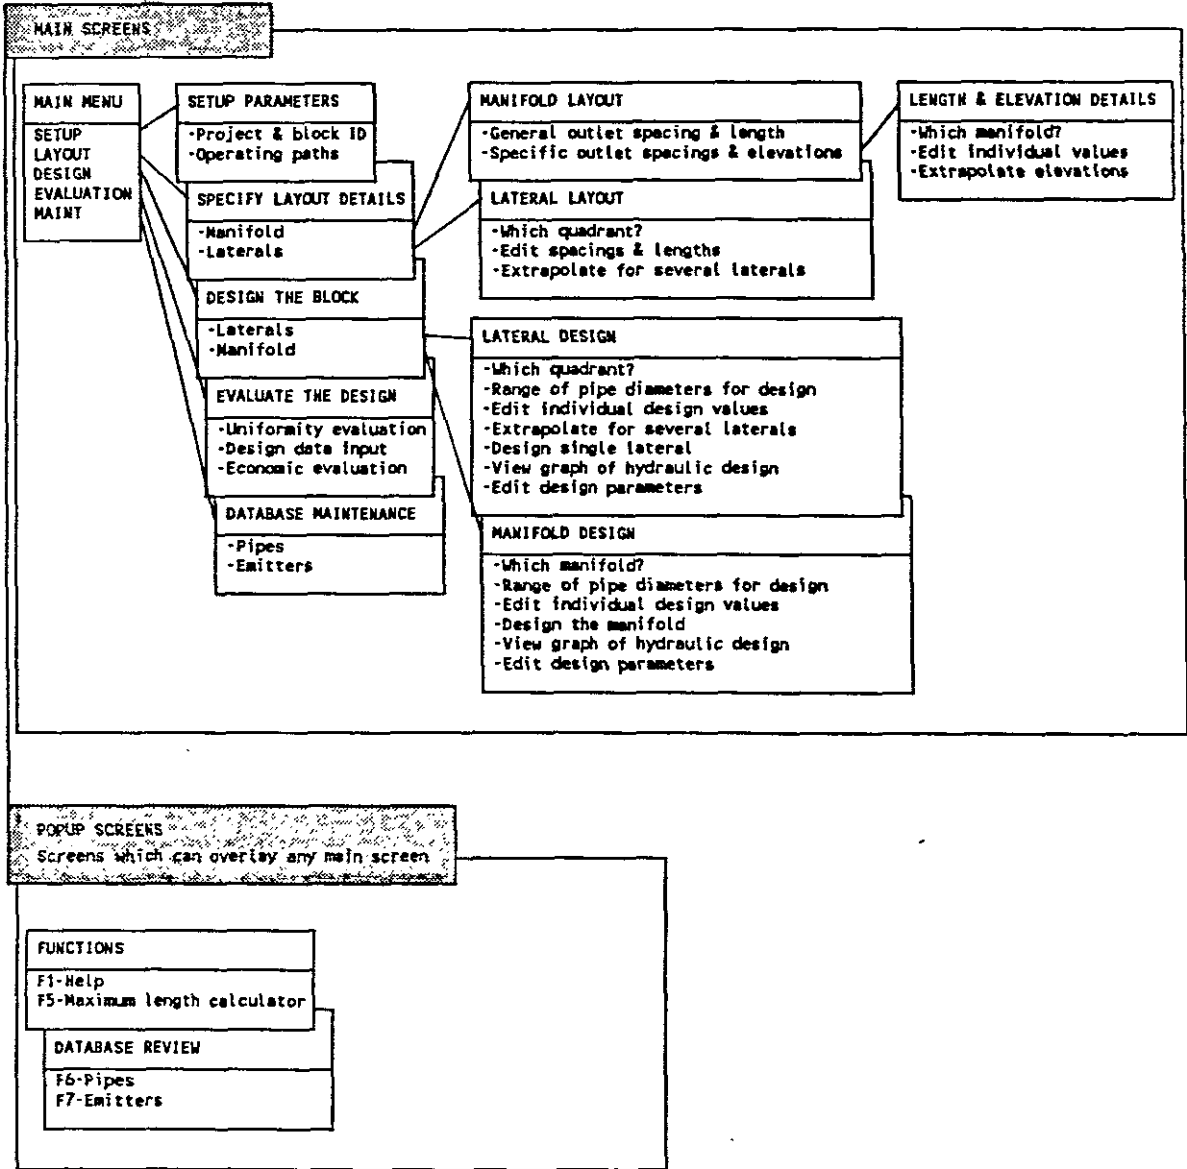 MAIN SCREENS
MAIN MENU
SETUP
LAYOUT
DESIGN
EVALUATION
MAINT
SETUP PARAMETERS
-Project & block ID
-Operating paths
SPECIFY LAYOUT DETAILS
-Manifold
-Laterals
DESIGN THE BLOCK
-Laterals
-Manifold
EVALUATE THE DESIGN
-Uniformity evaluation
-Design data input
-Economic evaluation
DATABASE MAINTENANCE
-Pipes
-Emitters
MANIFOLD LAYOUT
-General outlet spacing & length
-Specific outlet spacings & elevations
LATERAL LAYOUT
-Which quadrant?
-Edit spacings & lengths
-Extrapolate for several laterals
LENGTH & ELEVATION DETAILS
-Which manifold?
-Edit individual values
-Extrapolate elevations
LATERAL DESIGN
-Which quadrant?
-Range of pipe diameters for design
-Edit individual design values
-Extrapolate for several laterals
-Design single lateral
-View graph of hydraulic design
-Edit design parameters
MANIFOLD DESIGN
-Which manifold?
-Range of pipe diameters for design
-Edit individual design values
-Design the manifold
-View graph of hydraulic design
-Edit design parameters
POPUP SCREENS
Screens which can overlay any main screen
FUNCTIONS
F1-Help
F5-Maximum length calculator
DATABASE REVIEW
F6-Pipes
F7-Emitters